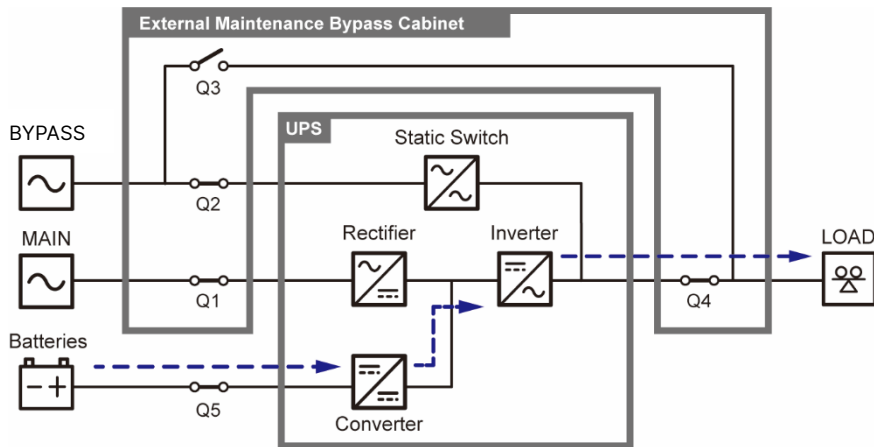 External Maintenance Bypass Cabinet
Q3
BYPASS
UPS
Static Switch
Q2
MAIN
Rectifier
Inverter
LOAD
Q1
Q4
Batteries
Q5
Converter